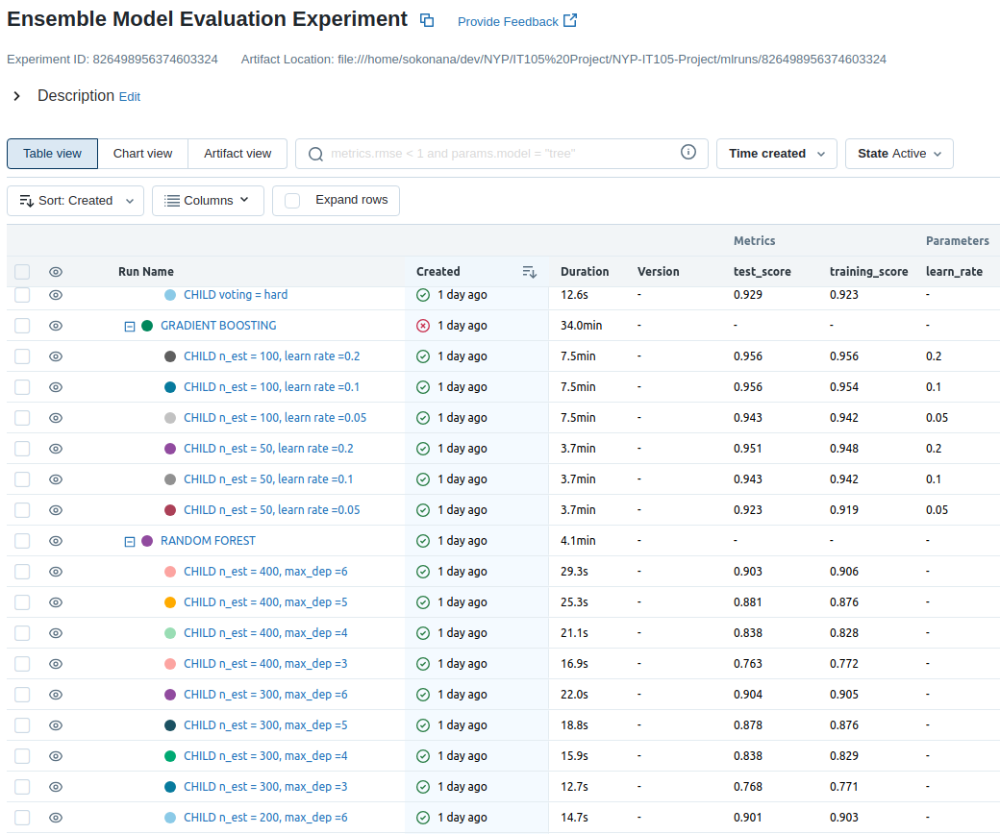 Ensemble Model Evaluation Experiment Provide Feedback
Experiment ID: 826498956374603324 Artifact Location: file:///home/sokonana/dev/NYP/IT105%20Project/NYP-IT105-Project/mlruns/826498956374603324
Description Edit
Table view Chart view Artifact view metrics.rmse < 1 and params.model = "tree" Time created State Active
Sort: Created Columns Expand rows
Metrics Parameters
Run Name Created Duration Version test_score training_score learn_rate
CHILD voting = hard 1 day ago 12.6s - 0.929 0.923 -
GRADIENT BOOSTING 1 day ago 34.0min - - - -
CHILD n_est = 100, learn rate =0.2 1 day ago 7.5min - 0.956 0.956 0.2
CHILD n_est = 100, learn rate =0.1 1 day ago 7.5min - 0.956 0.954 0.1
CHILD n_est = 100, learn rate =0.05 1 day ago 7.5min - 0.943 0.942 0.05
CHILD n_est = 50, learn rate =0.2 1 day ago 3.7min - 0.951 0.948 0.2
CHILD n_est = 50, learn rate =0.1 1 day ago 3.7min - 0.943 0.942 0.1
CHILD n_est = 50, learn rate =0.05 1 day ago 3.7min - 0.923 0.919 0.05
RANDOM FOREST 1 day ago 4.1min - - - -
CHILD n_est = 400, max_dep =6 1 day ago 29.3s - 0.903 0.906 -
CHILD n_est = 400, max_dep =5 1 day ago 25.3s - 0.881 0.876 -
CHILD n_est = 400, max_dep =4 1 day ago 21.1s - 0.838 0.828 -
CHILD n_est = 400, max_dep =3 1 day ago 16.9s - 0.763 0.772 -
CHILD n_est = 300, max_dep =6 1 day ago 22.0s - 0.904 0.905 -
CHILD n_est = 300, max_dep =5 1 day ago 18.8s - 0.878 0.876 -
CHILD n_est = 300, max_dep =4 1 day ago 15.9s - 0.838 0.829 -
CHILD n_est = 300, max_dep =3 1 day ago 12.7s - 0.768 0.771 -
CHILD n_est = 200, max_dep =6 1 day ago 14.7s - 0.901 0.903 -